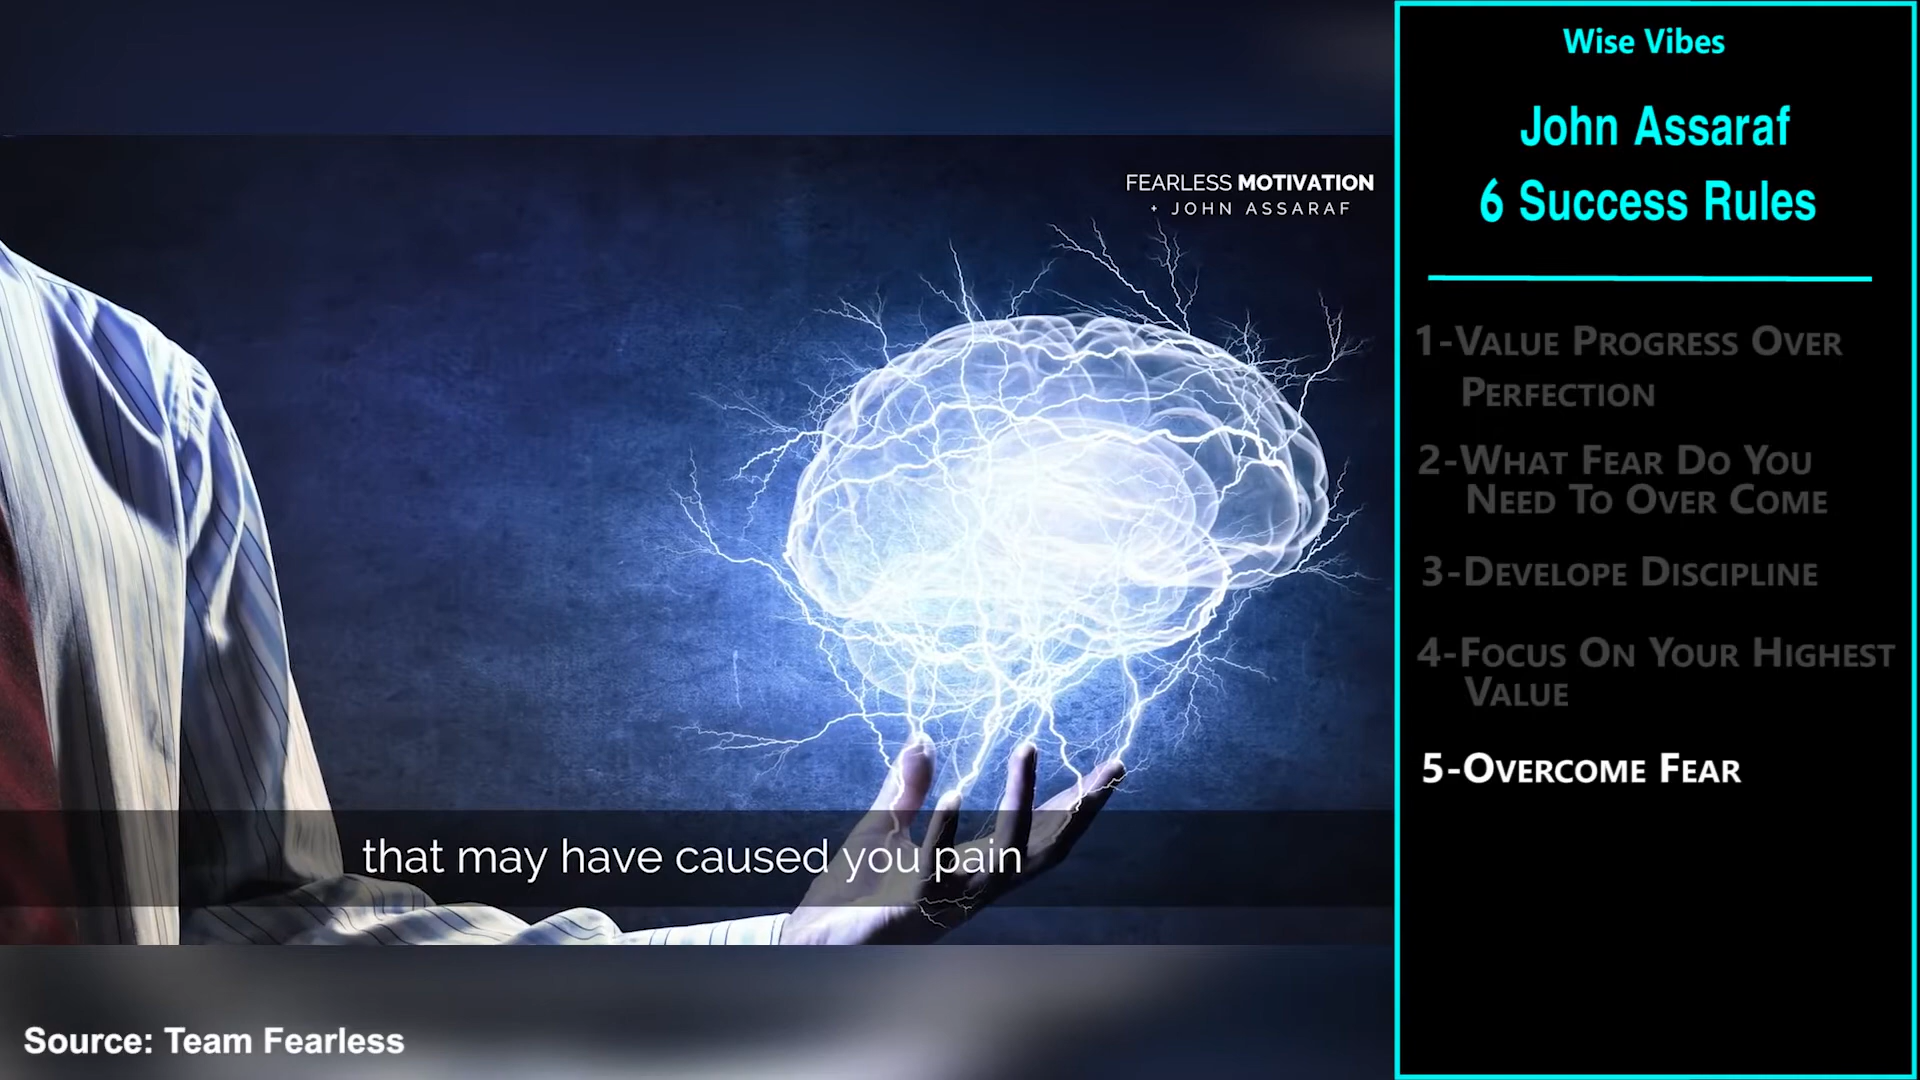 FEARLESS MOTIVATION
+ JOHN ASSARAF
that may have caused you pain
Source: Team Fearless
Wise Vibes
John Assaraf
6 Success Rules
1-VALUE PROGRESS OVER
PERFECTION
2-WHAT FEAR DO YOU
NEED TO OVER COME
3-DEVELOPE DISCIPLINE
4-FOCUS ON YOUR HIGHEST
VALUE
5-OVERCOME FEAR